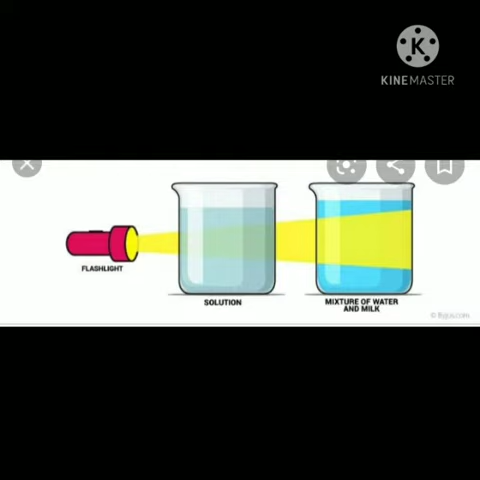 KINEMASTER
FLASHLIGHT
SOLUTION
MIXTURE OF WATER
AND MILK